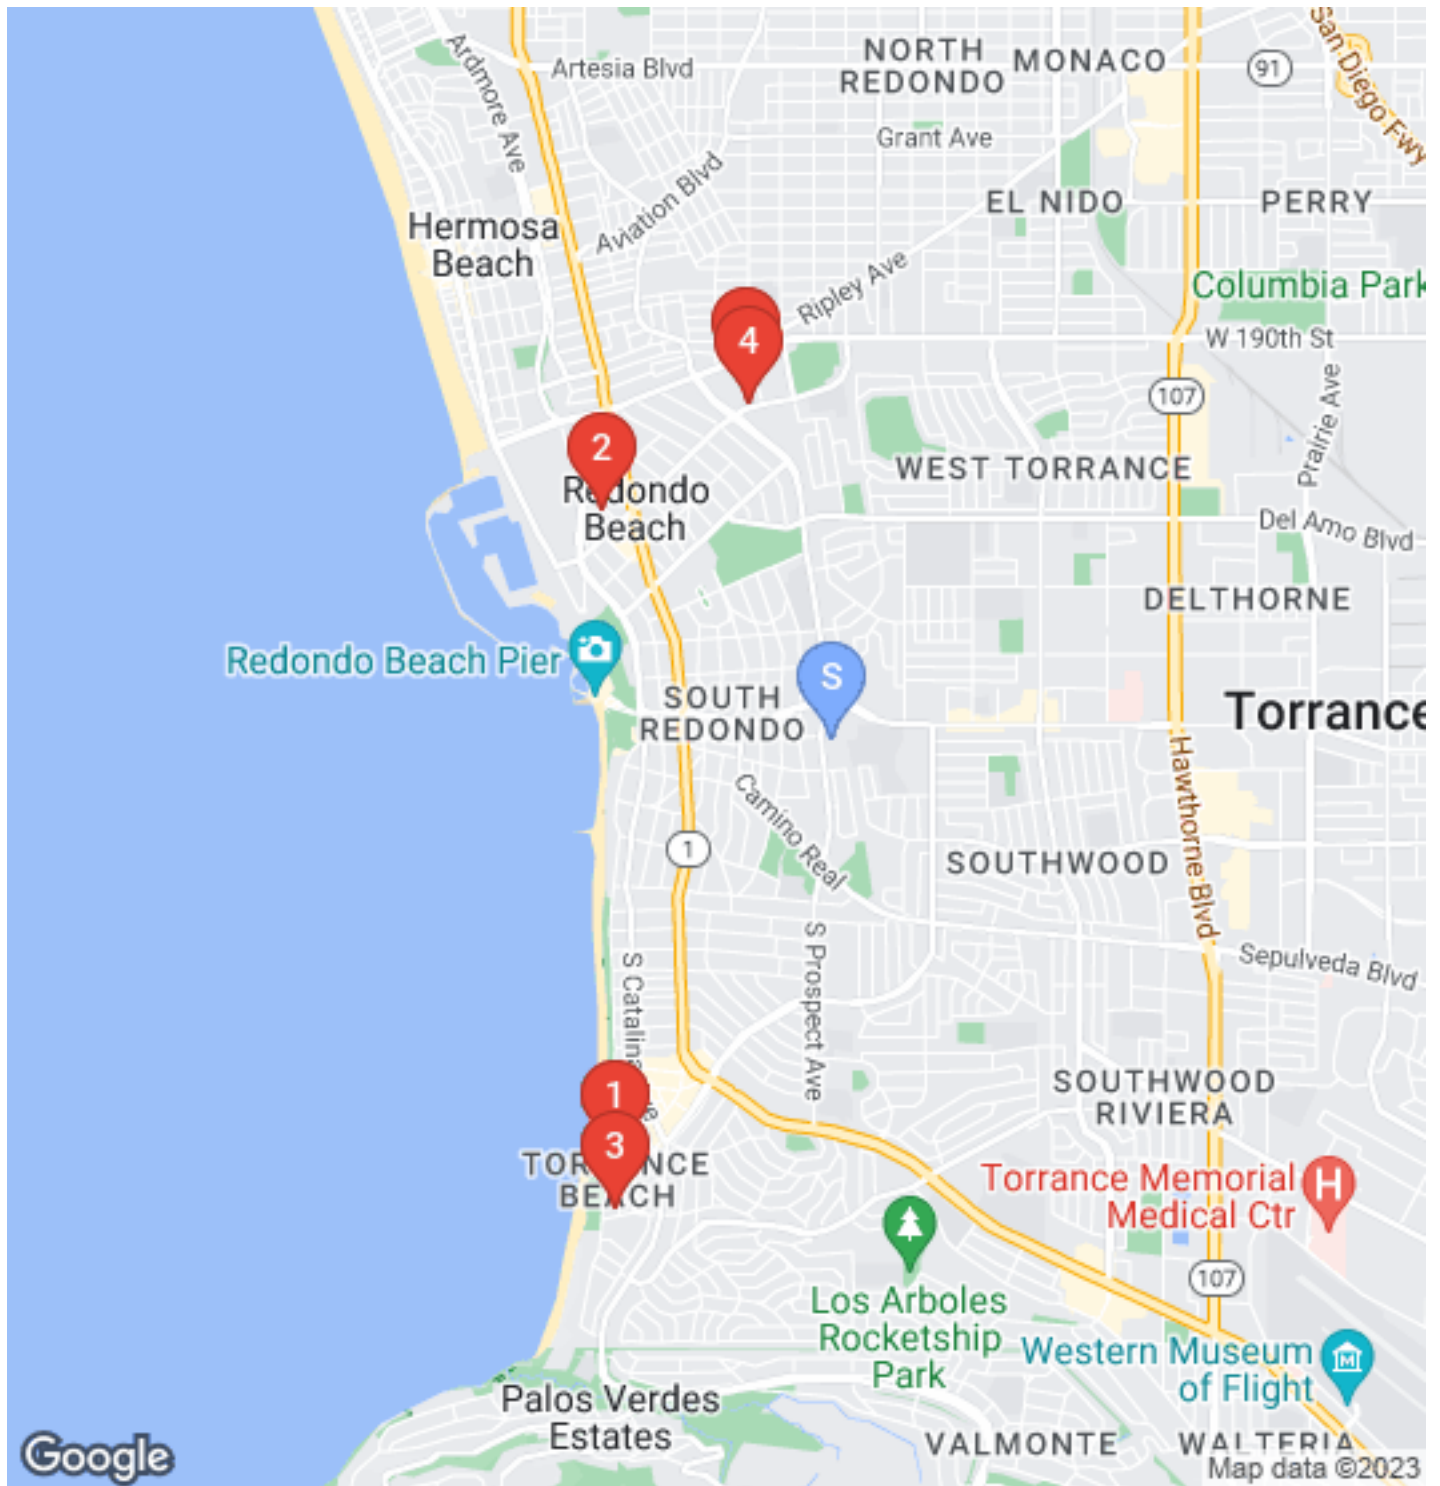 San Diego Fwy
Ardmore Ave
Artesia Blvd
NORTH
REDONDO
MONACO
91
Grant Ave
Aviation Blvd
EL NIDO
PERRY
Hermosa
Beach
Ripley Ave
Columbia Park
4
W 190th St
107
Prairie Ave
2
WEST TORRANCE
Redondo
Beach
Del Amo Blvd
DELTHORNE
Redondo Beach Pier
S
SOUTH
REDONDO
Torrance
Hawthorne Blvd
Camino Real
1
SOUTHWOOD
S Prospect Ave
S Catalina
Sepulveda Blvd
1
SOUTHWOOD
RIVIERA
3
TORRANCE
BEACH
Torrance Memorial
Medical Ctr
H
107
Los Arboles
Rocketship
Park
Western Museum
of Flight
M
Palos Verdes
Estates
VALMONTE
WALTERIA
Google
Map data ©2023